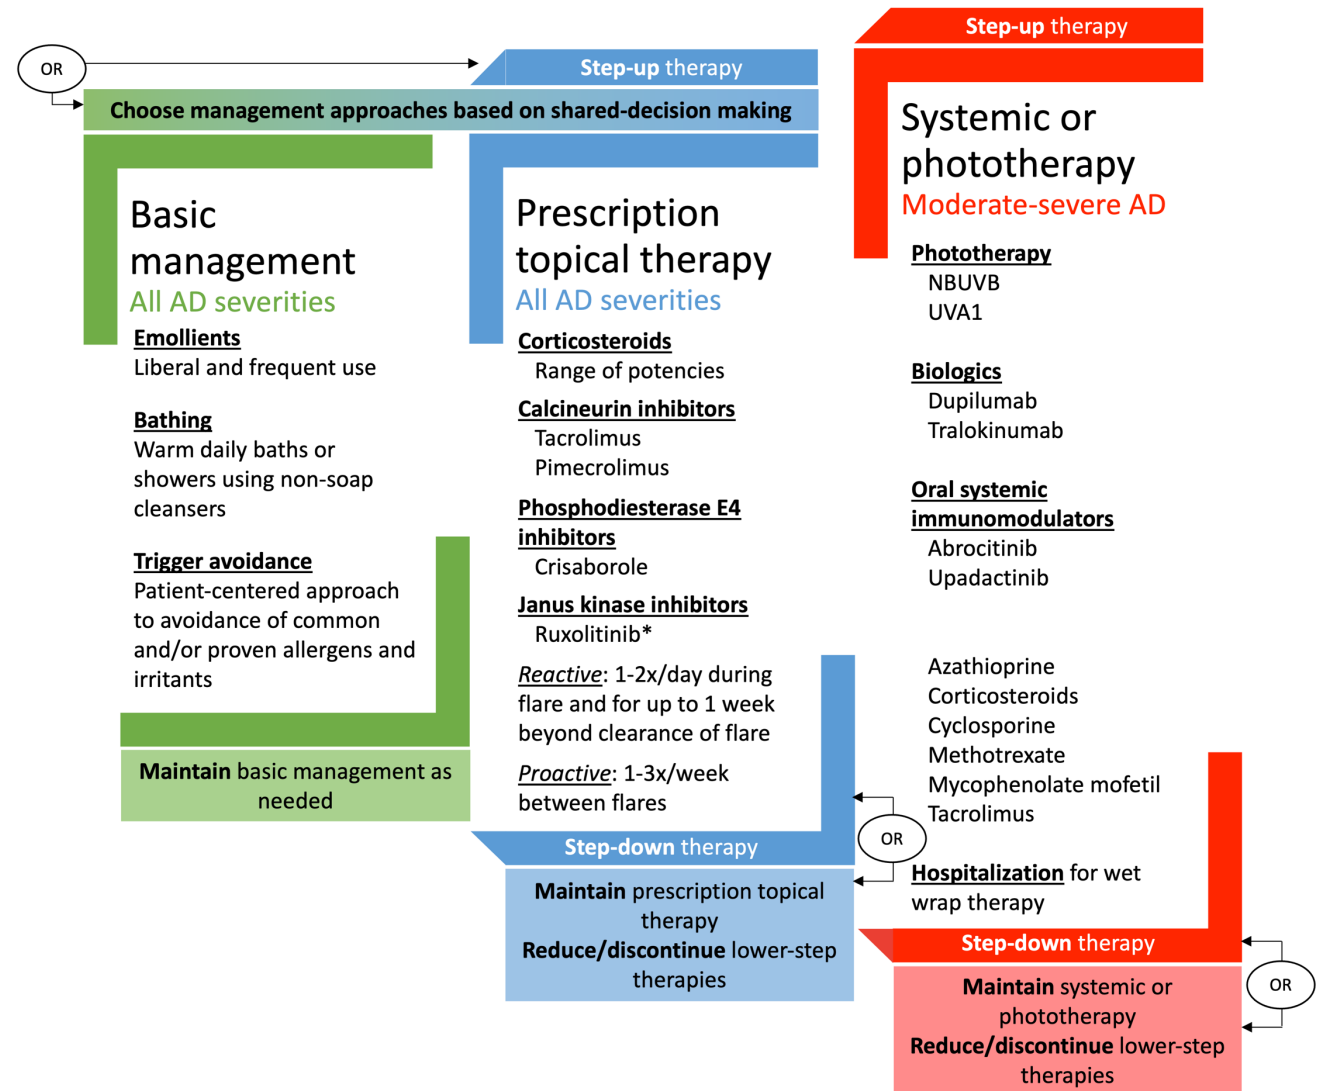 OR
Step-up therapy
Choose management approaches based on shared-decision making
Basic
management
All AD severities
Emollients
Liberal and frequent use
Bathing
Warm daily baths or
showers using non-soap
cleansers
Trigger avoidance
Patient-centered approach
to avoidance of common
and/or proven allergens and
irritants
Maintain basic management as
needed
Prescription
topical therapy
All AD severities
Corticosteroids
Range of potencies
Calcineurin inhibitors
Tacrolimus
Pimecrolimus
Phosphodiesterase E4
inhibitors
Crisaborole
Janus kinase inhibitors
Ruxolitinib*
Reactive: 1-2x/day during
flare and for up to 1 week
beyond clearance of flare
Proactive: 1-3x/week
between flares
Step-down therapy
Maintain prescription topical
therapy
Reduce/discontinue lower-step
therapies
OR
Step-up therapy
Systemic or
phototherapy
Moderate-severe AD
Phototherapy
NBUVB
UVA1
Biologics
Dupilumab
Tralokinumab
Oral systemic
immunomodulators
Abrocitinib
Upadactinib
Azathioprine
Corticosteroids
Cyclosporine
Methotrexate
Mycophenolate mofetil
Tacrolimus
Hospitalization for wet
wrap therapy
Step-down therapy
Maintain systemic or
phototherapy
Reduce/discontinue lower-step
therapies
OR